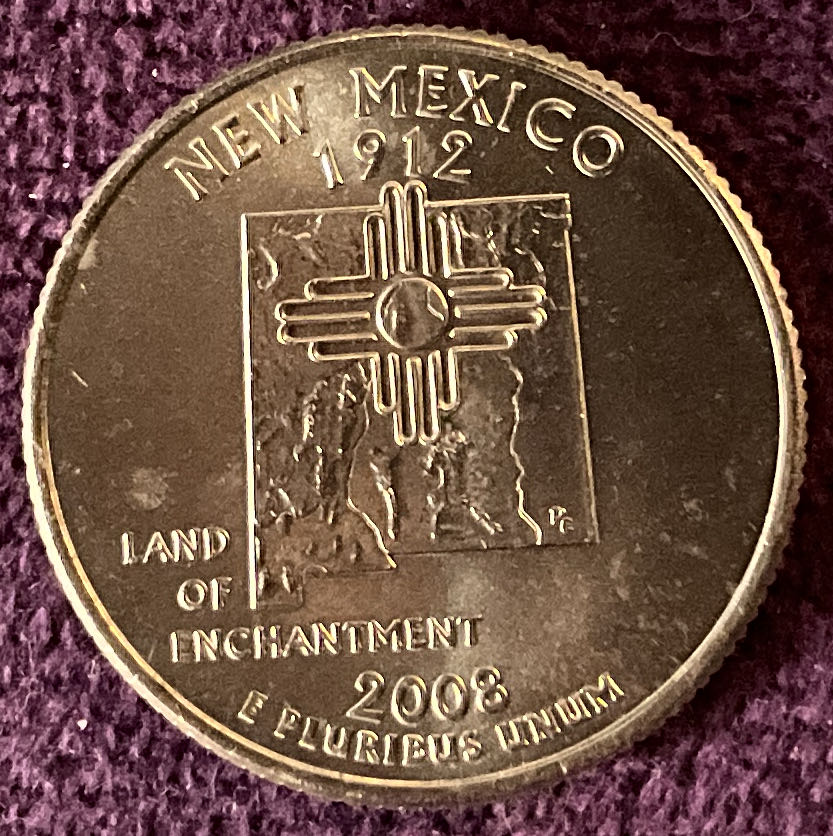 NEW MEXICO
1912
LAND
OF
ENCHANTMENT
2008
E PLURIBUS UNUM